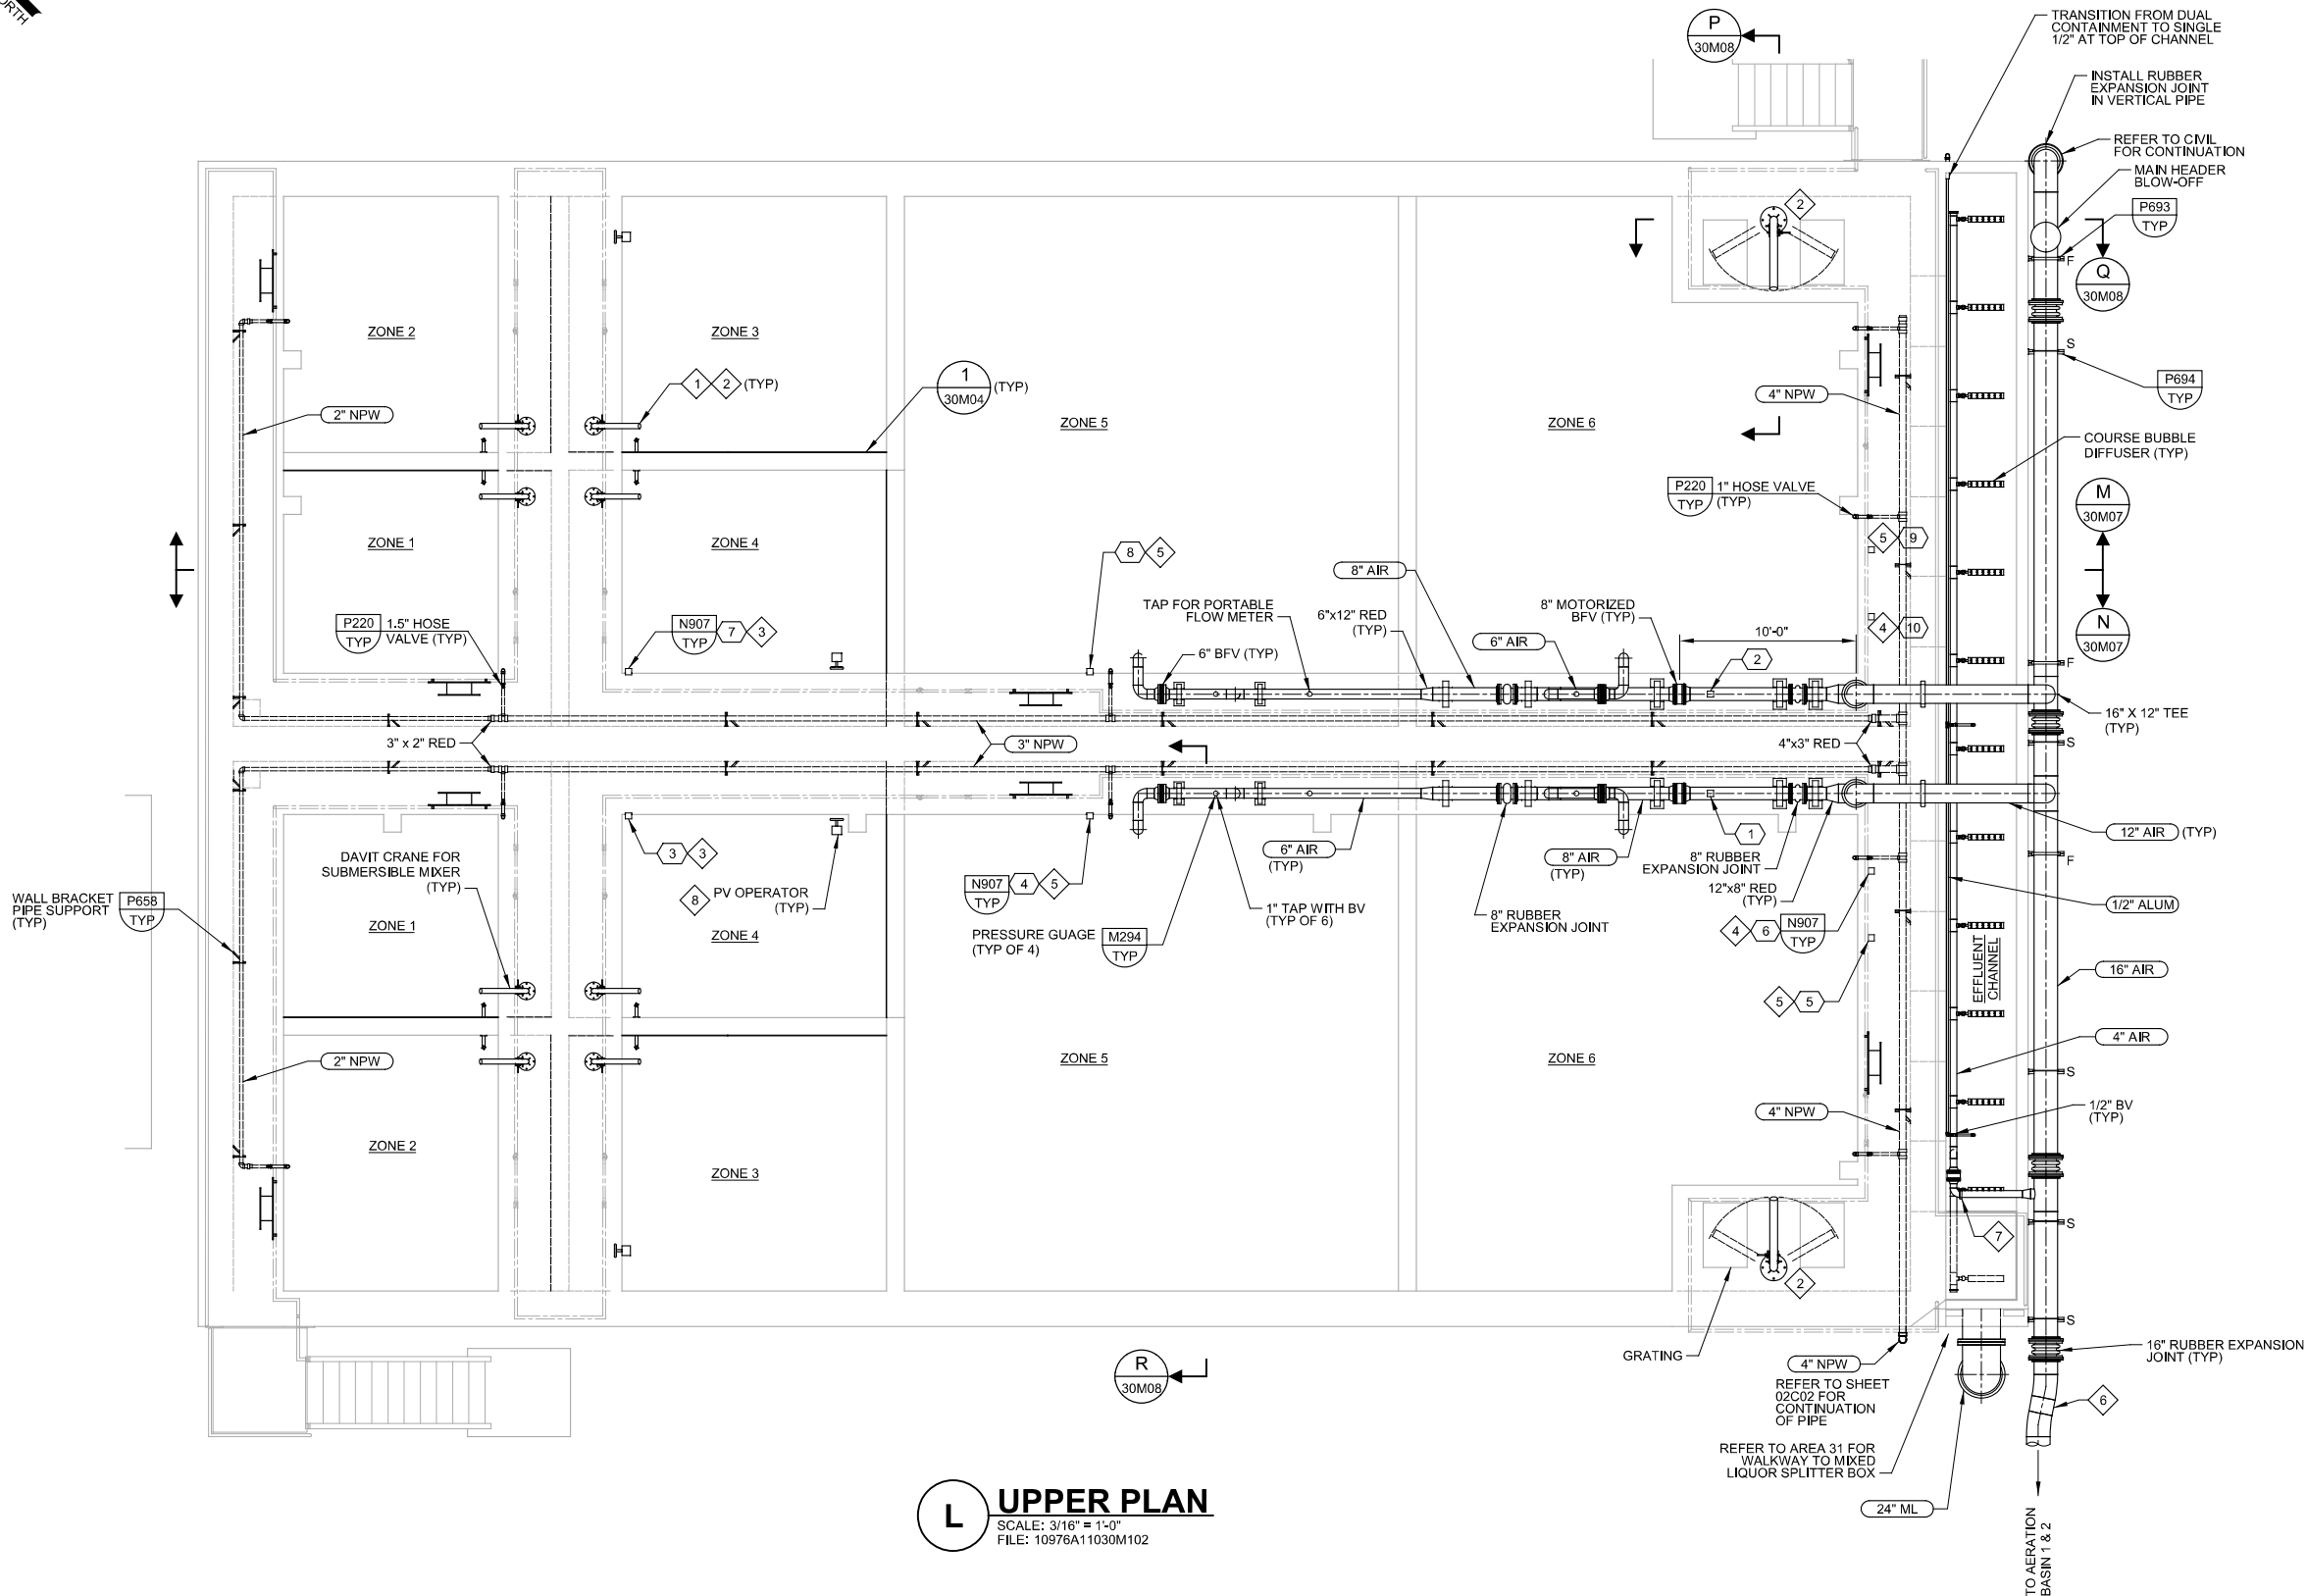 NORTH
P
30M08
TRANSITION FROM DUAL
CONTAINMENT TO SINGLE
1/2" AT TOP OF CHANNEL
INSTALL RUBBER
EXPANSION JOINT
IN VERTICAL PIPE
REFER TO CIVIL
FOR CONTINUATION
MAIN HEADER
BLOW-OFF
P693
TYP
F
Q
30M08
S
P694
TYP
2
ZONE 2
ZONE 3
1 2 (TYP)
1
30M04
(TYP)
2" NPW
ZONE 5
ZONE 6
4" NPW
COURSE BUBBLE
DIFFUSER (TYP)
P220
TYP
1" HOSE VALVE
(TYP)
M
30M07
5 9
ZONE 1
ZONE 4
8 5
8" AIR
P220
TYP
1.5" HOSE
VALVE (TYP)
N907
TYP
7 3
TAP FOR PORTABLE
FLOW METER
6"x12" RED
(TYP)
8" MOTORIZED
BFV (TYP)
10'-0"
4 10
N
30M07
6" BFV (TYP)
6" AIR
2
F
16" X 12" TEE
(TYP)
3" x 2" RED
3" NPW
4"x3" RED
S
3 3
6" AIR
(TYP)
8" AIR
(TYP)
1
8" RUBBER
EXPANSION JOINT
12"x8" RED
(TYP)
12" AIR (TYP)
F
DAVIT CRANE FOR
SUBMERSIBLE MIXER
(TYP)
8
PV OPERATOR
(TYP)
N907
TYP
4 5
WALL BRACKET
PIPE SUPPORT
(TYP)
P658
TYP
ZONE 1
ZONE 4
PRESSURE GUAGE
(TYP OF 4)
M294
TYP
1" TAP WITH BV
(TYP OF 6)
8" RUBBER
EXPANSION JOINT
4 6
N907
TYP
1/2" ALUM
EFFLUENT
CHANNEL
16" AIR
5 5
4" AIR
2" NPW
ZONE 5
ZONE 6
S
4" NPW
1/2" BV
(TYP)
ZONE 2
ZONE 3
7
S
2
S
GRATING
R
30M08
4" NPW
REFER TO SHEET
02C02 FOR
CONTINUATION
OF PIPE
16" RUBBER EXPANSION
JOINT (TYP)
6
REFER TO AREA 31 FOR
WALKWAY TO MIXED
LIQUOR SPLITTER BOX
24" ML
L
UPPER PLAN
SCALE: 3/16" = 1'-0"
FILE: 10976A11030M102
TO AERATION
BASIN 1 & 2